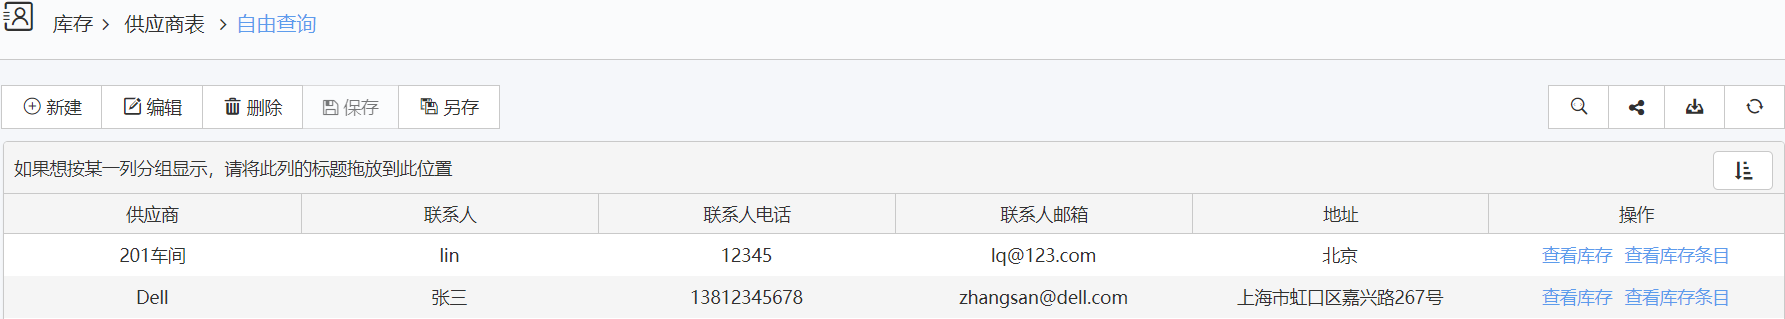 库存 > 供应商表 > 自由查询
新建 编辑 删除 保存 另存
如果想按某一列分组显示，请将此列的标题拖放到此位置
供应商 联系人 联系人电话 联系人邮箱 地址 操作
201车间 lin 12345 lq@123.com 北京 查看库存 查看库存条目
Dell 张三 13812345678 zhangsan@dell.com 上海市虹口区嘉兴路267号 查看库存 查看库存条目